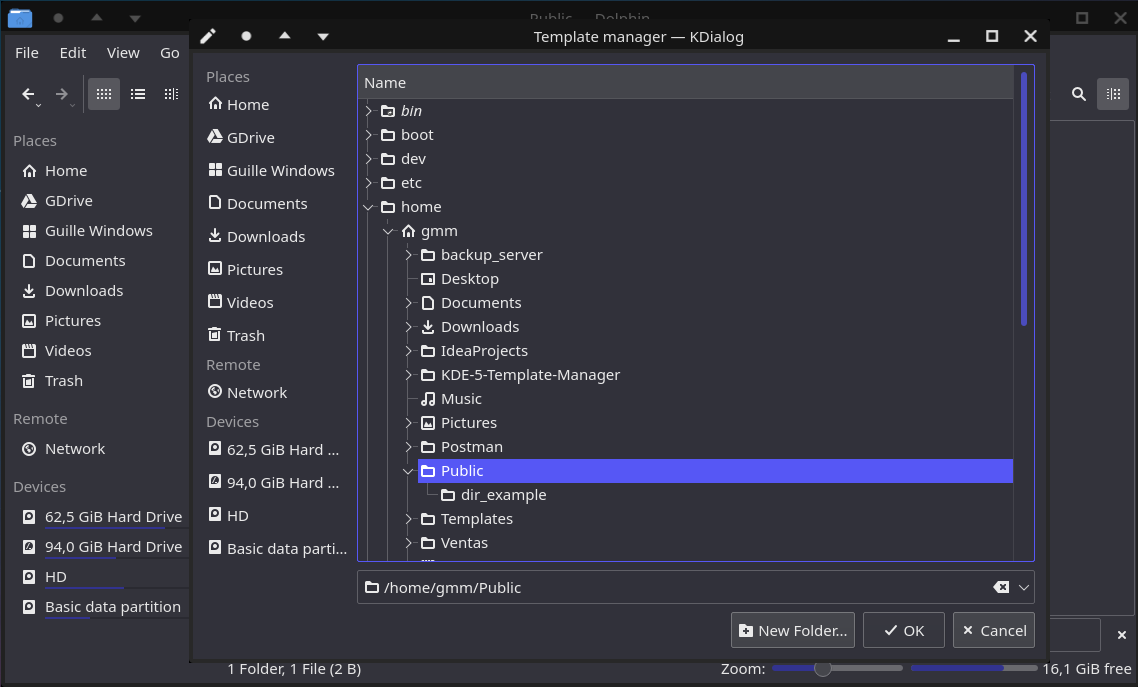 Public — Dolphin
Template manager — KDialog
File Edit View Go
Places
Home
GDrive
Guille Windows
Documents
Downloads
Pictures
Videos
Trash
Remote
Network
Devices
62,5 GiB Hard Drive
94,0 GiB Hard Drive
HD
Basic data partition
Places
Home
GDrive
Guille Windows
Documents
Downloads
Pictures
Videos
Trash
Remote
Network
Devices
62,5 GiB Hard ...
94,0 GiB Hard ...
HD
Basic data parti...
Name
bin
boot
dev
etc
home
gmm
backup_server
Desktop
Documents
Downloads
IdeaProjects
KDE-5-Template-Manager
Music
Pictures
Postman
Public
dir_example
Templates
Ventas
/home/gmm/Public
New Folder... OK Cancel
1 Folder, 1 File (2 B) Zoom: 16,1 GiB free